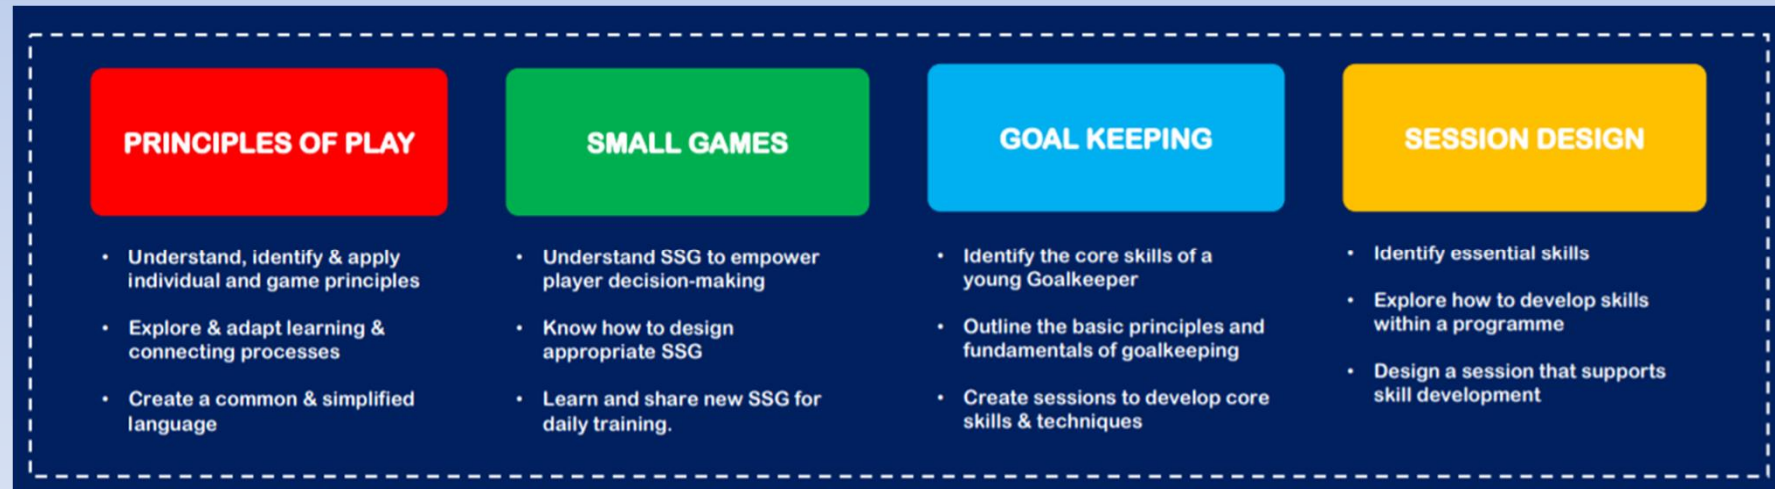 PRINCIPLES OF PLAY
• Understand, identify & apply
individual and game principles
• Explore & adapt learning &
connecting processes
• Create a common & simplified
language
SMALL GAMES
• Understand SSG to empower
player decision-making
• Know how to design
appropriate SSG
• Learn and share new SSG for
daily training.
GOAL KEEPING
• Identify the core skills of a
young Goalkeeper
• Outline the basic principles and
fundamentals of goalkeeping
• Create sessions to develop core
skills & techniques
SESSION DESIGN
• Identify essential skills
• Explore how to develop skills
within a programme
• Design a session that supports
skill development